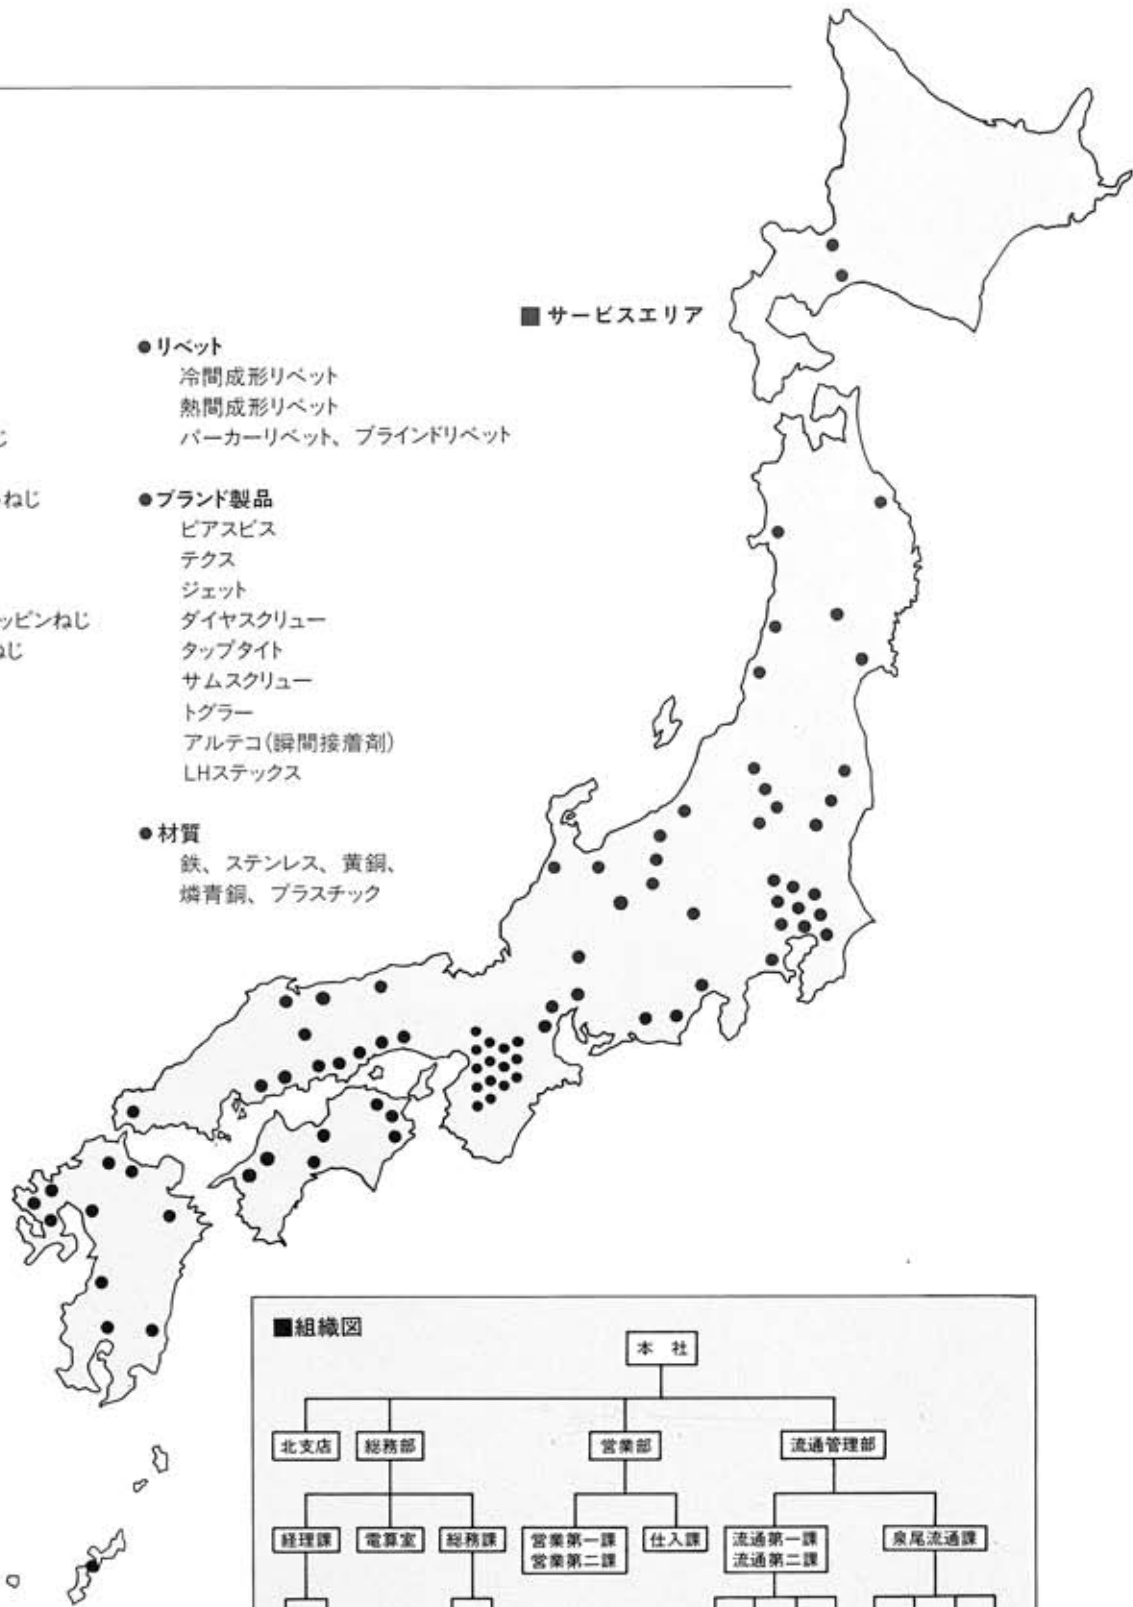 じ
ねじ
ッピンねじ
ねじ
●リベット
冷間成形リベット
熱間成形リベット
パーカーリベット、ブラインドリベット
●ブランド製品
ピアスビス
テクス
ジェット
ダイヤスクリュー
タップタイト
サムスクリュー
トグラー
アルテコ(瞬間接着剤)
LHステックス
●材質
鉄、ステンレス、黄銅、
燐青銅、プラスチック
■サービスエリア
■組織図
本 社
北支店 総務部 営業部 流通管理部
経理課 電算室 総務課 営業第一課 仕入課 流通第一課 泉尾流通課
営業第二課 流通第二課